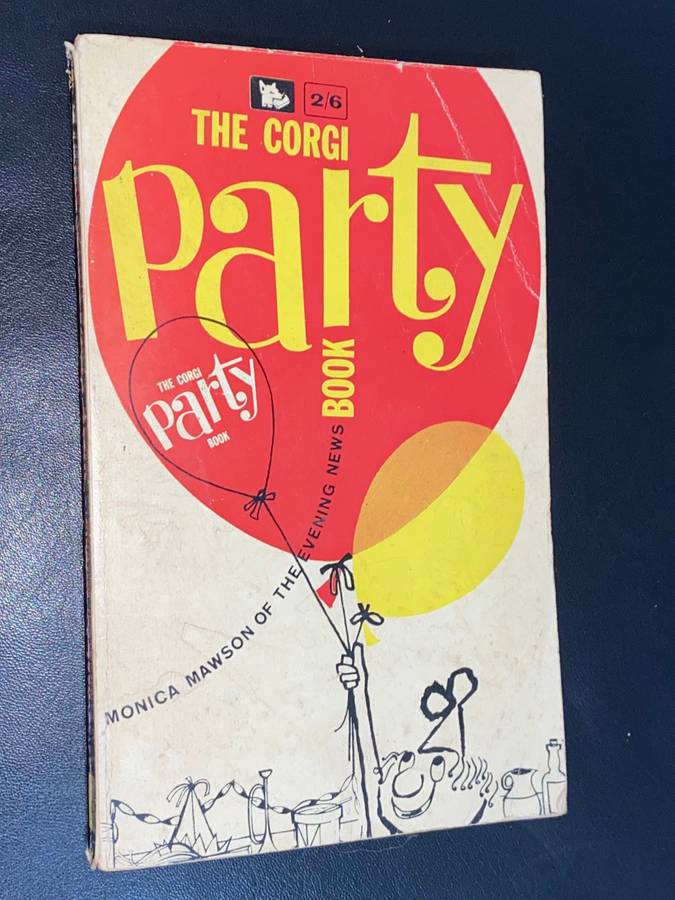 2/6
THE CORGI
party
BOOK
THE CORGI
party
BOOK
MONICA MAWSON OF THE EVENING NEWS